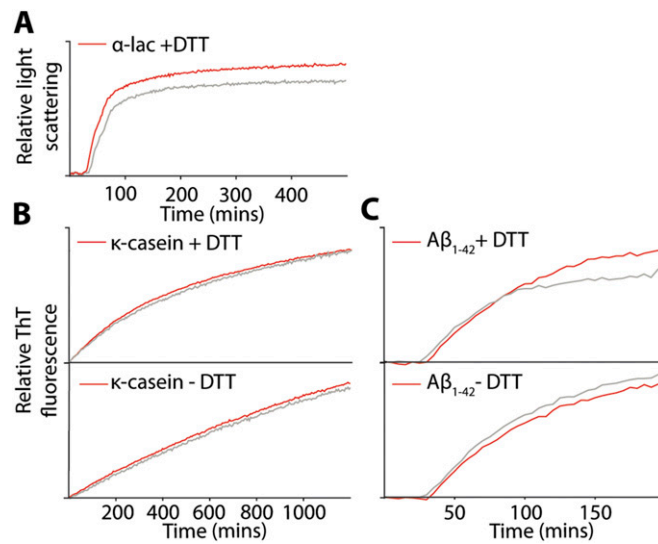 A
α-lac +DTT
Relative light
scattering
100 200 300 400
Time (mins)
B
κ-casein + DTT
κ-casein - DTT
Relative ThT
fluorescence
200 400 600 800 1000
Time (mins)
C
Aβ₁₋₄₂+ DTT
Aβ₁₋₄₂- DTT
50 100 150
Time (mins)